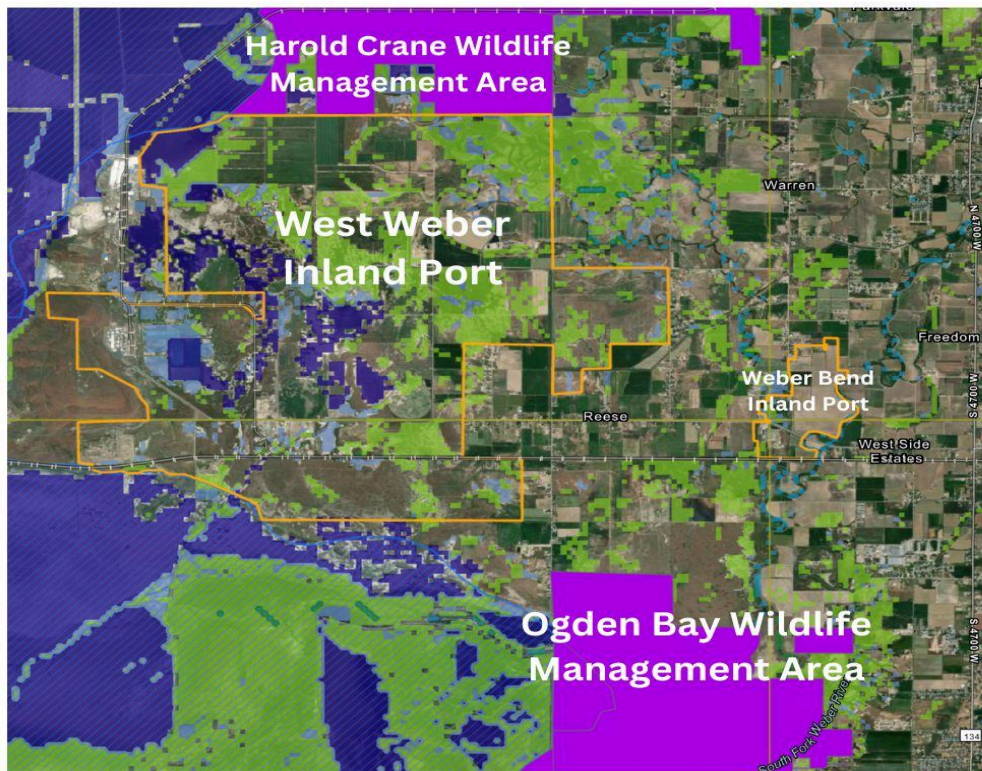 Harold Crane Wildlife
Management Area
Warren
N 4700 W
West Weber
Inland Port
Freedom
Weber Bend
Inland Port
S 4700 W
Reese
West Side
Estates
Ogden Bay Wildlife
Management Area
S 4700 W
South Fork Weber River
134